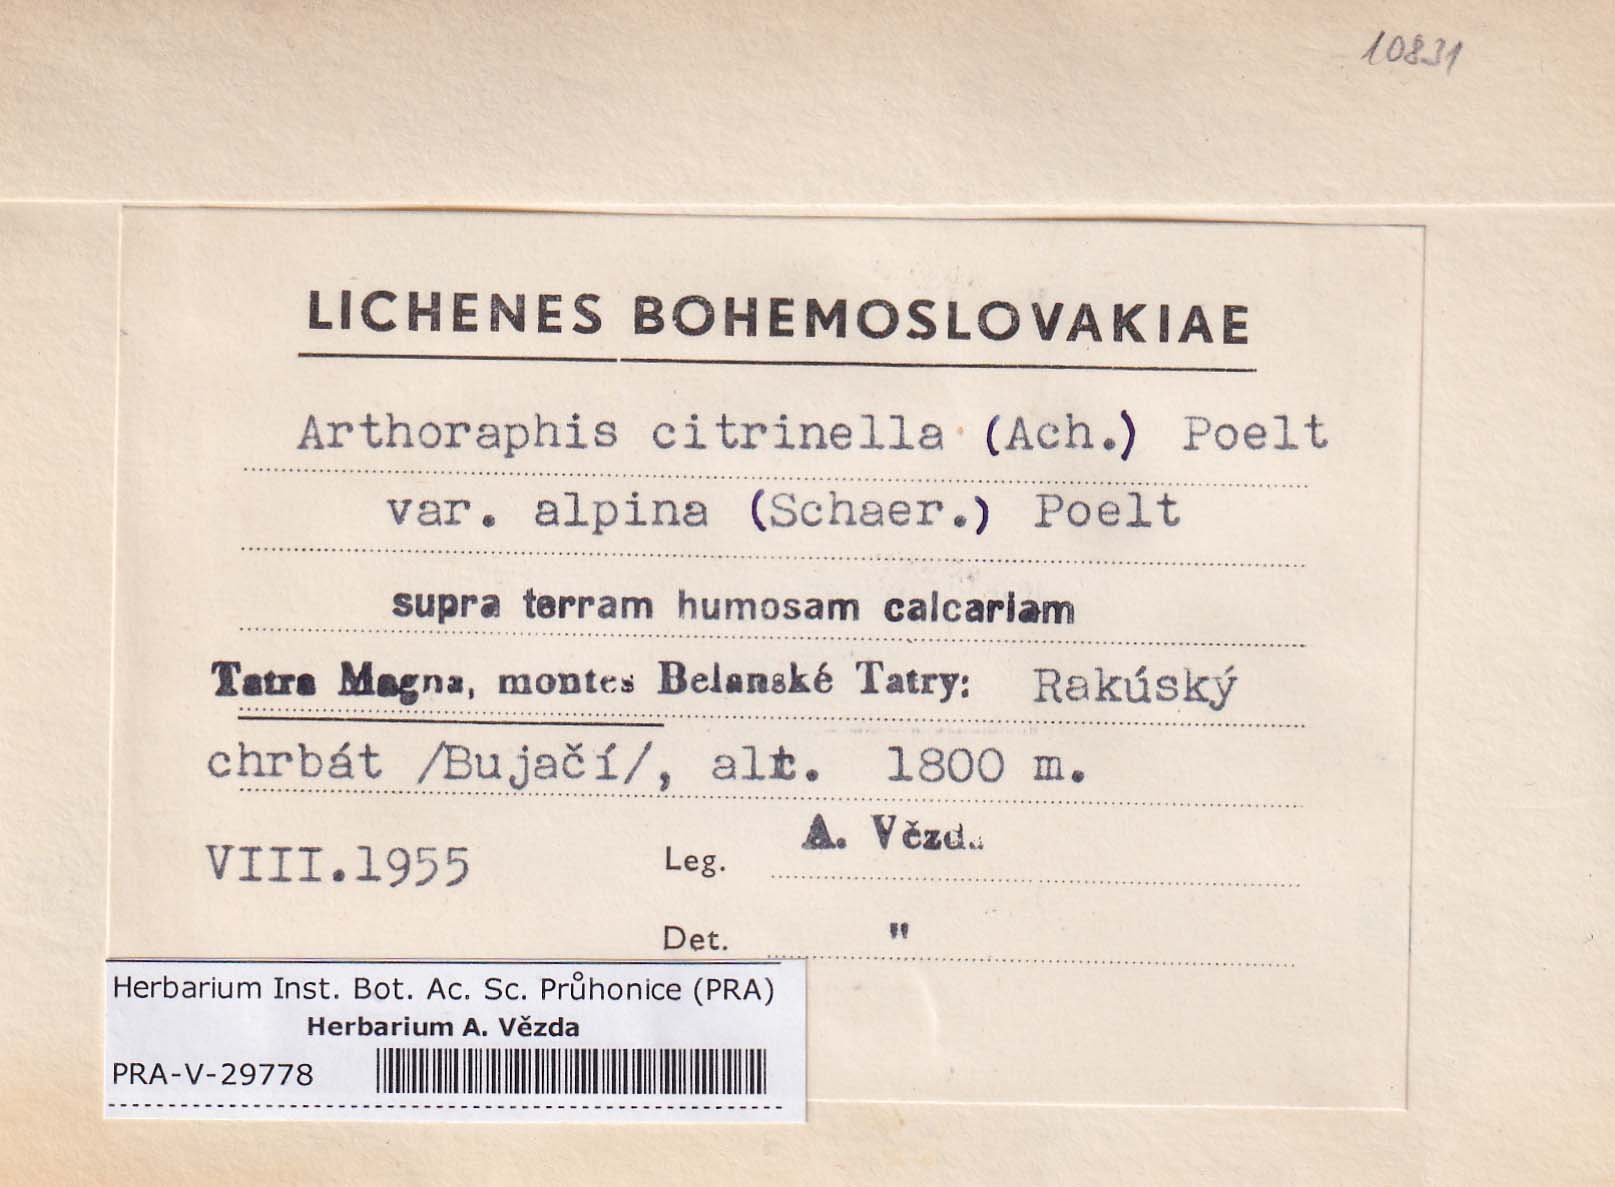 10831
LICHENES BOHEMOSLOVAKIAE
Arthoraphis citrinella (Ach.) Poelt
var. alpina (Schaer.) Poelt
supra terram humosam calcariam
Tatra Magna, montes Belanské Tatry: Rakúský
chrbát /Bujačí/, alt. 1800 m.
VIII.1955 Leg. A. Vězda
Det. "
Herbarium Inst. Bot. Ac. Sc. Průhonice (PRA)
Herbarium A. Vězda
PRA-V-29778